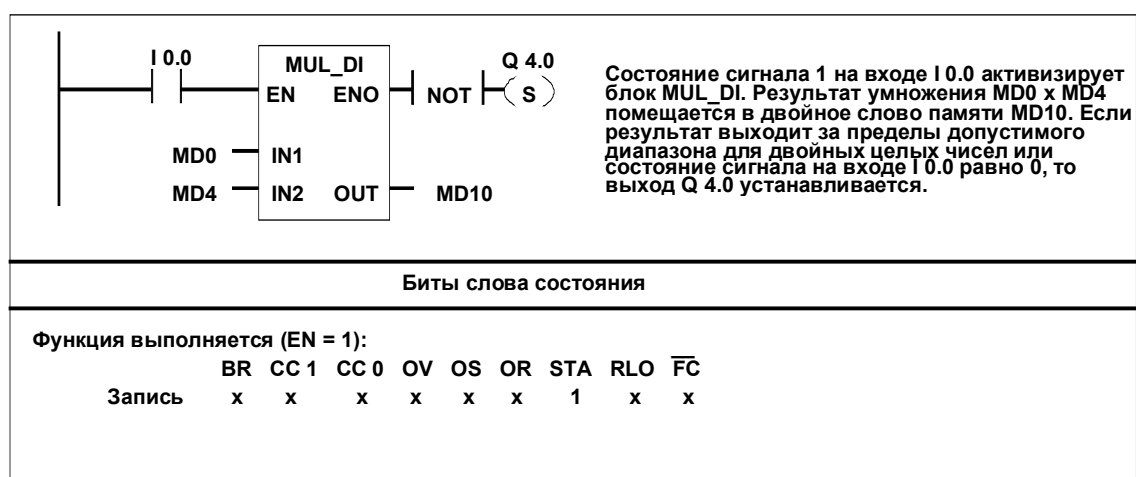 I 0.0
MUL_DI
Q 4.0
EN ENO NOT S
MD0 IN1
MD4 IN2 OUT MD10
Состояние сигнала 1 на входе I 0.0 активизирует
блок MUL_DI. Результат умножения MD0 x MD4
помещается в двойное слово памяти MD10. Если
результат выходит за пределы допустимого
диапазона для двойных целых чисел или
состояние сигнала на входе I 0.0 равно 0, то
выход Q 4.0 устанавливается.
Биты слова состояния
Функция выполняется (EN = 1):
BR CC 1 CC 0 OV OS OR STA RLO F̅C̅
Запись x x x x x x 1 x x